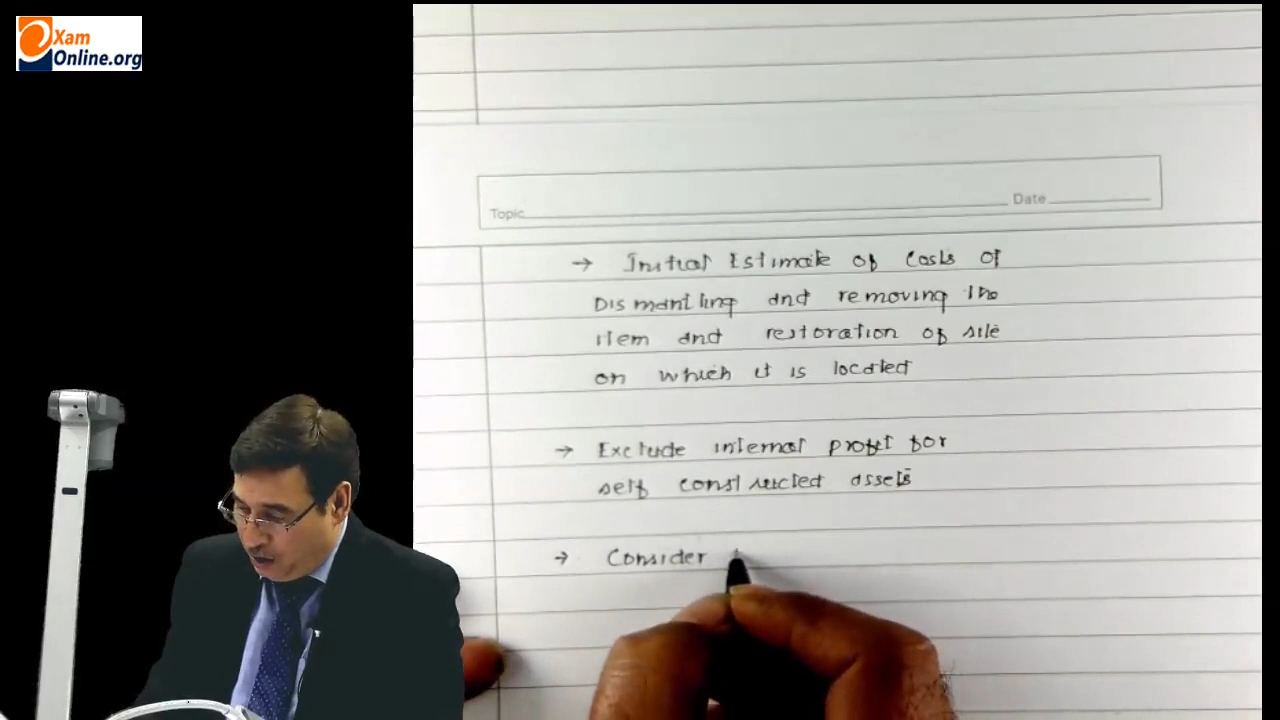 Xam
Online.org
Topic
Date
→ Initial Estimate of Costs of
Dismantling and removing the
item and restoration of site
on which it is located
→ Exclude internal profit for
self constructed assets
→ Consider